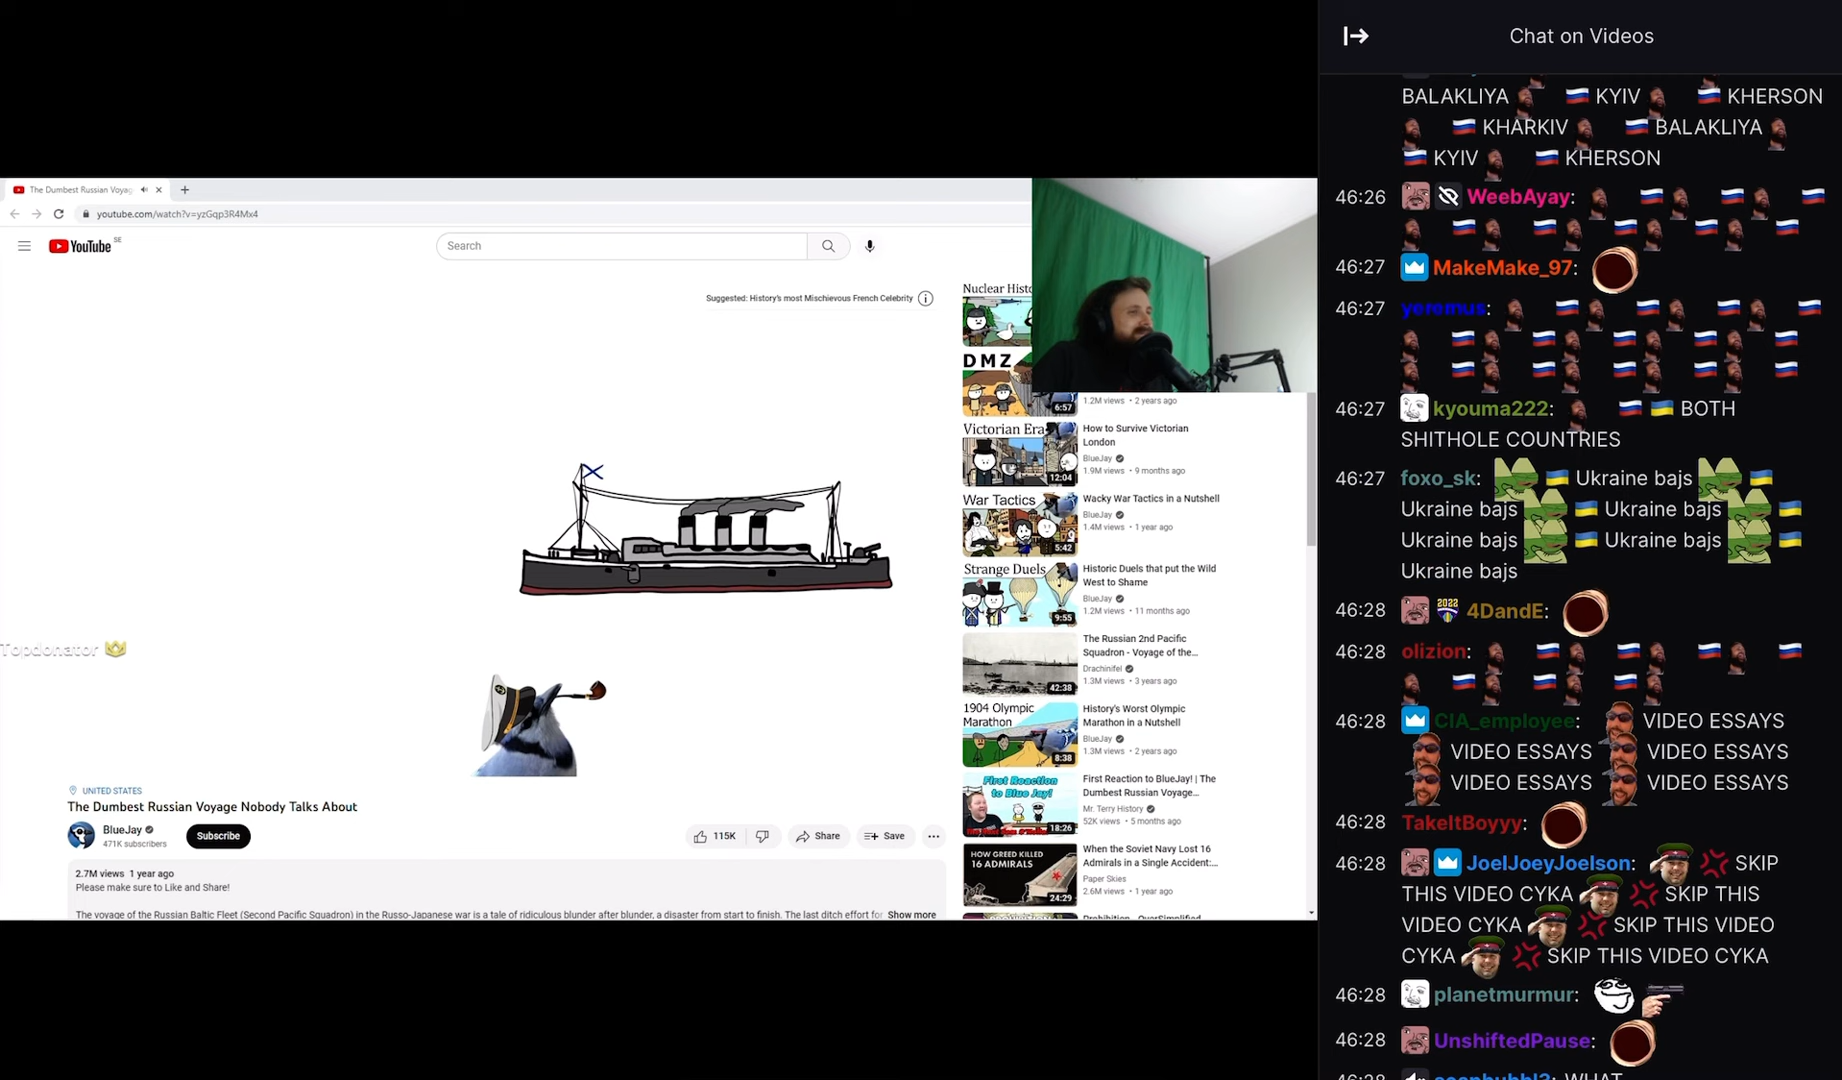 The Dumbest Russian Voyag
youtube.com/watch?v=yzGqp3R4Mx4
YouTube SE
Search
Suggested: History's most Mischievous French Celebrity
Topdonator
UNITED STATES
The Dumbest Russian Voyage Nobody Talks About
BlueJay
471K subscribers
Subscribe
115K
Share
Save
2.7M views 1 year ago
Please make sure to Like and Share!
The voyage of the Russian Baltic Fleet (Second Pacific Squadron) in the Russo-Japanese war is a tale of ridiculous blunder after blunder, a disaster from start to finish. The last ditch effort for Show more
Nuclear Histo
DMZ
6:57
1.2M views • 2 years ago
Victorian Era
12:04
How to Survive Victorian
London
BlueJay
1.9M views • 9 months ago
War Tactics
5:42
Wacky War Tactics in a Nutshell
BlueJay
1.4M views • 1 year ago
Strange Duels
9:55
Historic Duels that put the Wild
West to Shame
BlueJay
1.2M views • 11 months ago
42:38
The Russian 2nd Pacific
Squadron - Voyage of the...
Drachinifel
1.3M views • 3 years ago
1904 Olympic
Marathon
8:38
History's Worst Olympic
Marathon in a Nutshell
BlueJay
1.3M views • 2 years ago
First Reaction
to Blue Jay!
18:26
First Reaction to BlueJay! | The
Dumbest Russian Voyage...
Mr. Terry History
52K views • 5 months ago
HOW GREED KILLED
16 ADMIRALS
24:29
When the Soviet Navy Lost 16
Admirals in a Single Accident:...
Paper Skies
2.6M views • 1 year ago
Prohibition - OverSimplified
Chat on Videos
BALAKLIYA KYIV KHERSON
KHARKIV BALAKLIYA
KYIV KHERSON
46:26 WeebAyay:
46:27 MakeMake_97:
46:27 yeremus:
46:27 kyouma222: BOTH
SHITHOLE COUNTRIES
46:27 foxo_sk: Ukraine bajs
Ukraine bajs Ukraine bajs
Ukraine bajs Ukraine bajs
Ukraine bajs
46:28 2022 4DandE:
46:28 olizion:
46:28 CIA_employee: VIDEO ESSAYS
VIDEO ESSAYS VIDEO ESSAYS
VIDEO ESSAYS VIDEO ESSAYS
46:28 TakeItBoyyy:
46:28 JoelJoeyJoelson: SKIP
THIS VIDEO CYKA SKIP THIS
VIDEO CYKA SKIP THIS VIDEO
CYKA SKIP THIS VIDEO CYKA
46:28 planetmurmur:
46:28 UnshiftedPause:
WHAT